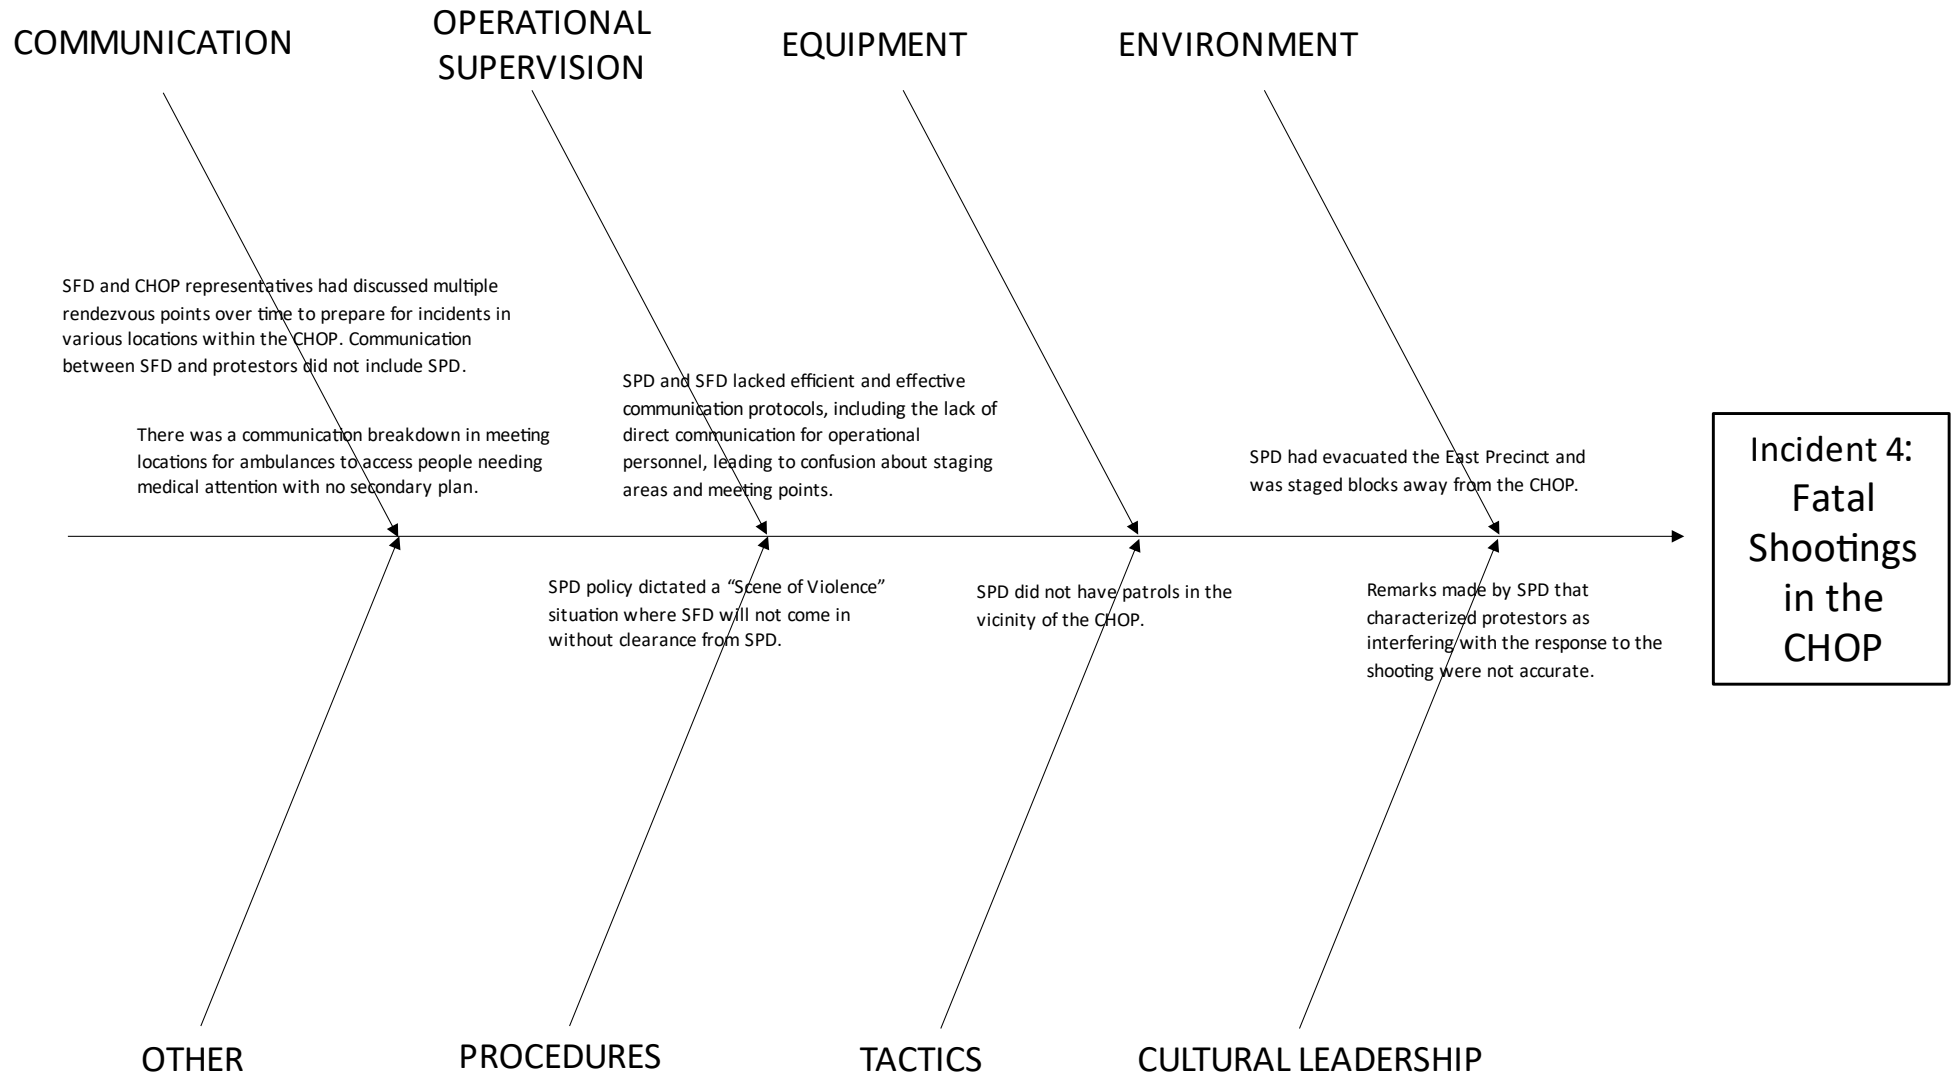 COMMUNICATION
OPERATIONAL
SUPERVISION
EQUIPMENT
ENVIRONMENT
SFD and CHOP representatives had discussed multiple
rendezvous points over time to prepare for incidents in
various locations within the CHOP. Communication
between SFD and protestors did not include SPD.
There was a communication breakdown in meeting
locations for ambulances to access people needing
medical attention with no secondary plan.
SPD and SFD lacked efficient and effective
communication protocols, including the lack of
direct communication for operational
personnel, leading to confusion about staging
areas and meeting points.
SPD had evacuated the East Precinct and
was staged blocks away from the CHOP.
Incident 4:
Fatal
Shootings
in the
CHOP
SPD policy dictated a “Scene of Violence”
situation where SFD will not come in
without clearance from SPD.
SPD did not have patrols in the
vicinity of the CHOP.
Remarks made by SPD that
characterized protestors as
interfering with the response to the
shooting were not accurate.
OTHER
PROCEDURES
TACTICS
CULTURAL LEADERSHIP